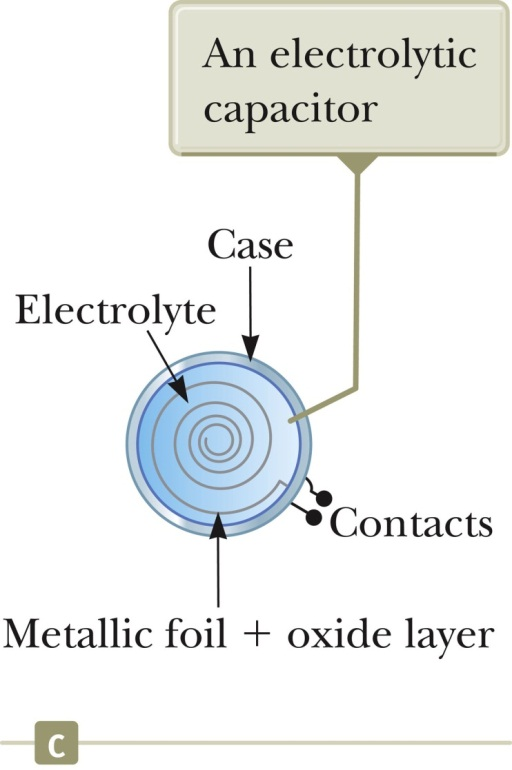 An electrolytic
capacitor
Case
Electrolyte
Contacts
Metallic foil + oxide layer
c